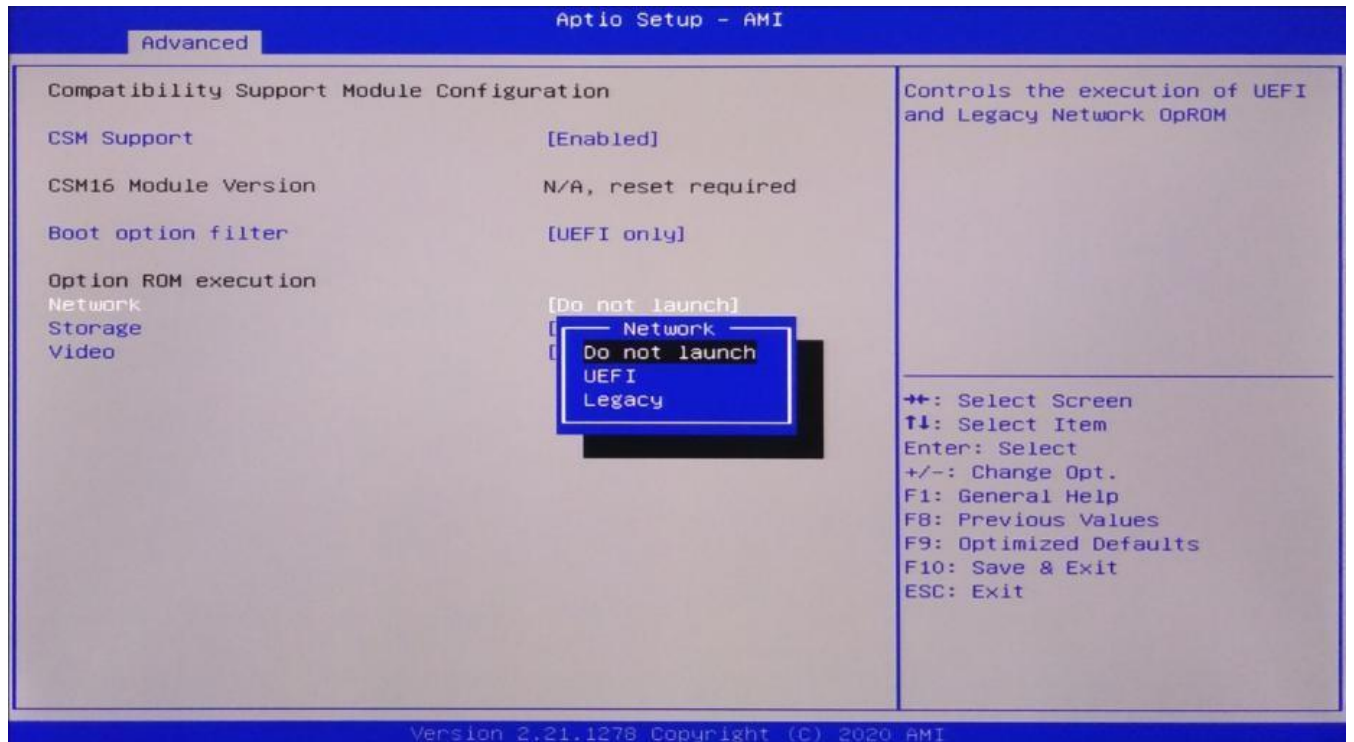 Aptio Setup – AMI
Advanced
Compatibility Support Module Configuration
CSM Support [Enabled]
CSM16 Module Version N/A, reset required
Boot option filter [UEFI only]
Option ROM execution
Network [Do not launch]
Storage [
Video [
Network
Do not launch
UEFI
Legacy
Controls the execution of UEFI
and Legacy Network OpROM
→←: Select Screen
↑↓: Select Item
Enter: Select
+/-: Change Opt.
F1: General Help
F8: Previous Values
F9: Optimized Defaults
F10: Save & Exit
ESC: Exit
Version 2.21.1278 Copyright (C) 2020 AMI